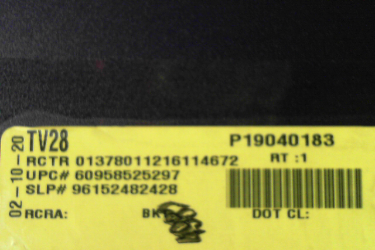 02-10-20
TV28 P19040183
RCTR 01378011216114672 RT :1
UPC# 60958525297
SLP# 96152482428
RCRA: DOT CL: